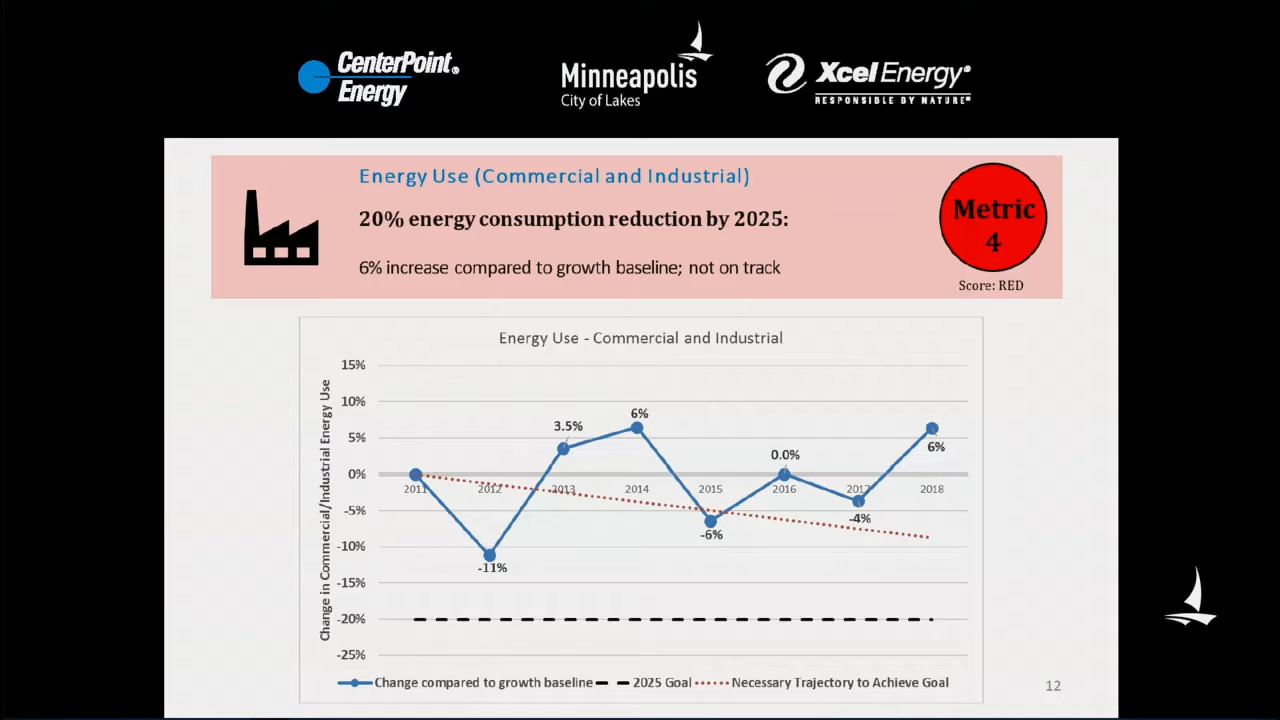 CenterPoint®
Energy
Minneapolis
City of Lakes
Xcel Energy®
RESPONSIBLE BY NATURE®
Energy Use (Commercial and Industrial)
20% energy consumption reduction by 2025:
6% increase compared to growth baseline; not on track
Metric
4
Score: RED
Energy Use - Commercial and Industrial
Change in Commercial/Industrial Energy Use
15%
10%
5%
0%
-5%
-10%
-15%
-20%
-25%
-11%
3.5%
6%
-6%
0.0%
-4%
6%
2011 2012 2013 2014 2015 2016 2017 2018
Change compared to growth baseline 2025 Goal Necessary Trajectory to Achieve Goal
12